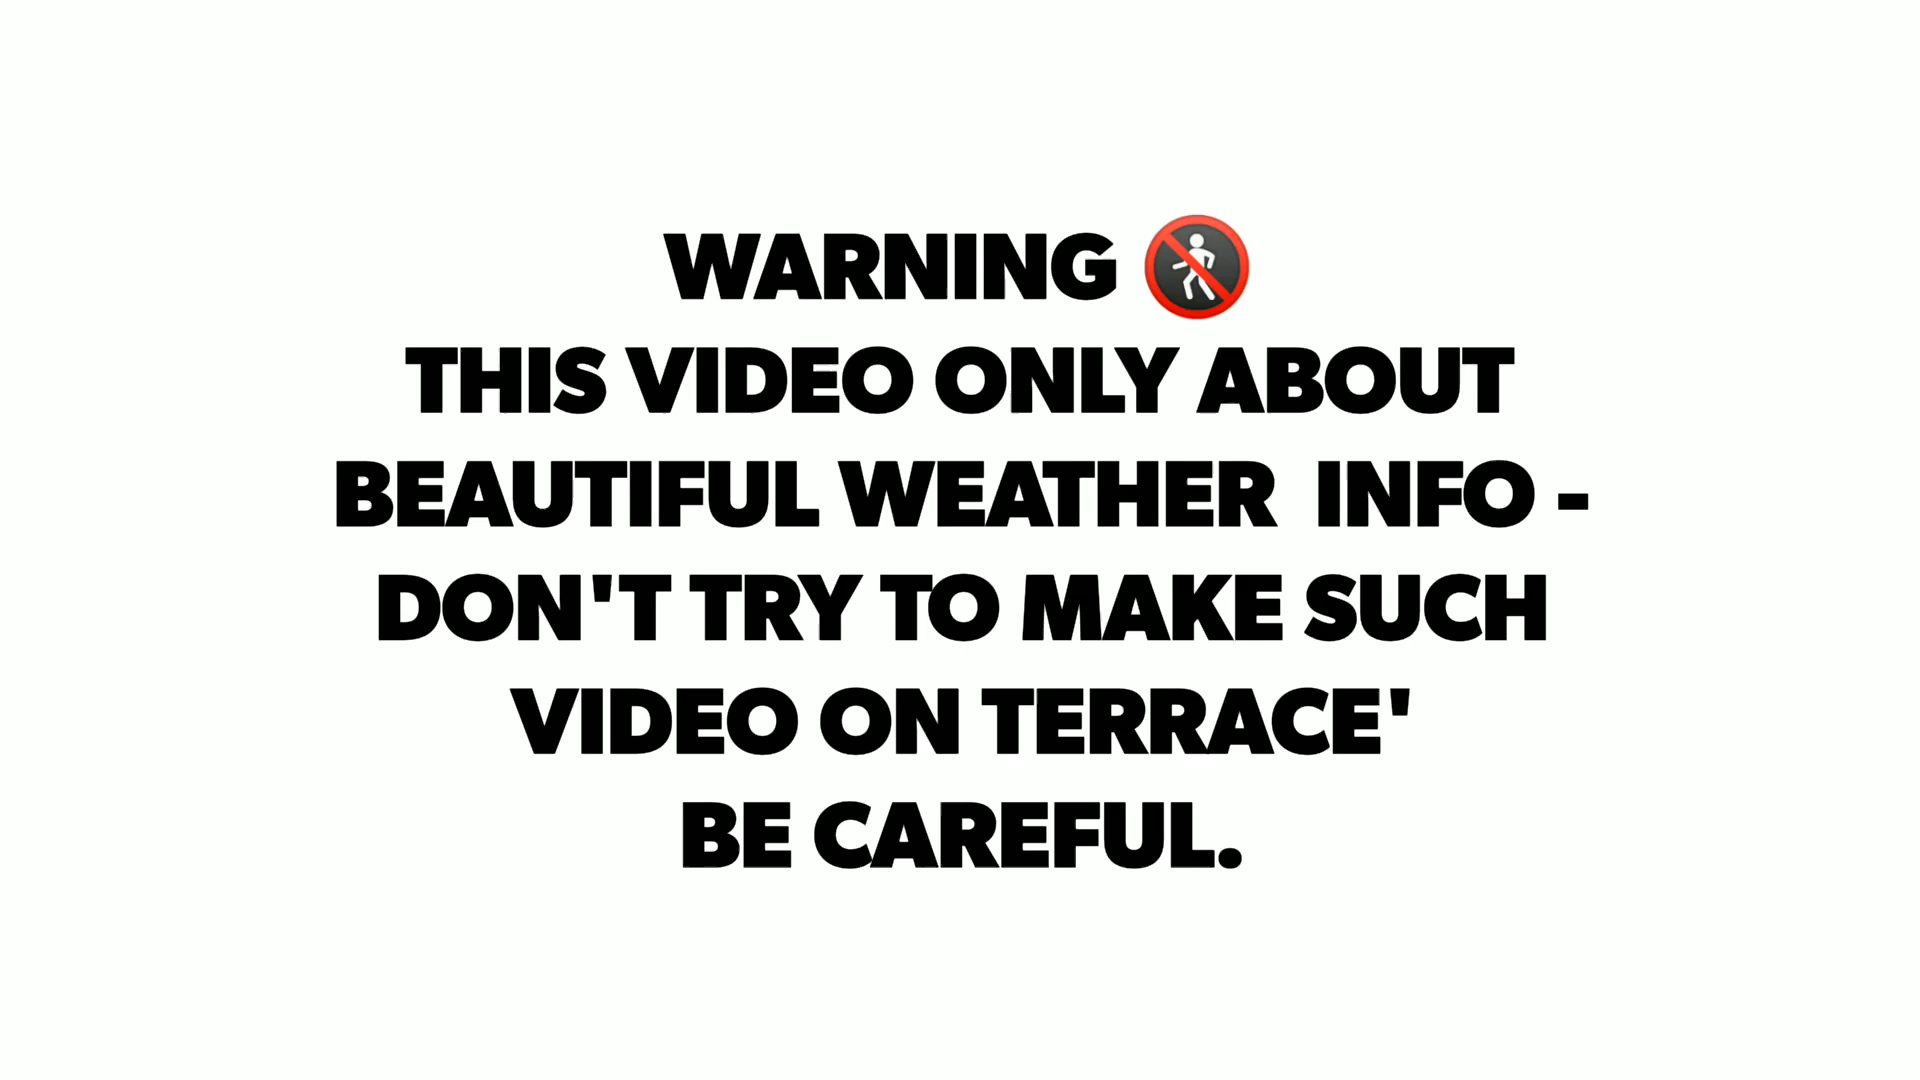 WARNING 🚷
THIS VIDEO ONLY ABOUT
BEAUTIFUL WEATHER  INFO -
DON'T TRY TO MAKE SUCH
VIDEO ON TERRACE'
BE CAREFUL.